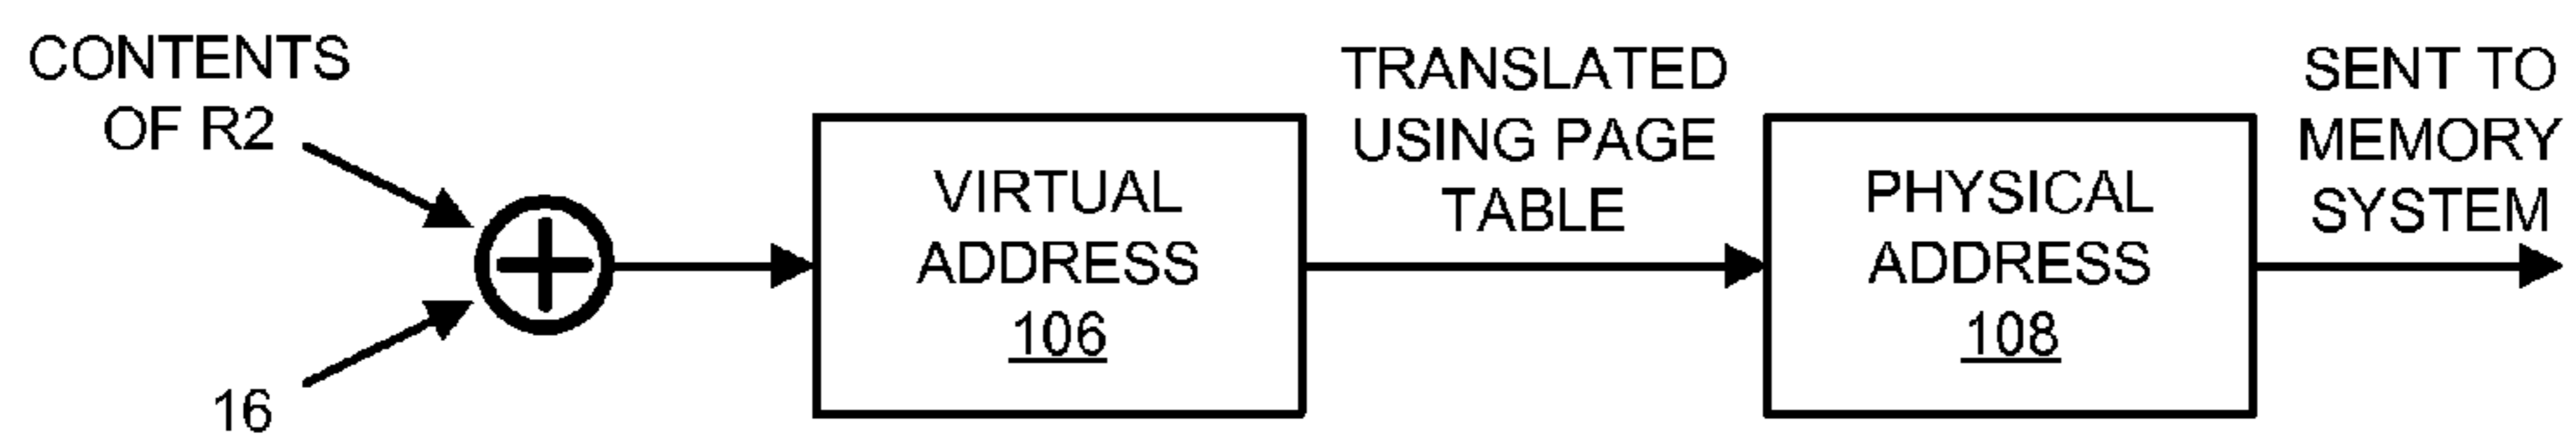 CONTENTS
OF R2
16
VIRTUAL
ADDRESS
106
TRANSLATED
USING PAGE
TABLE
PHYSICAL
ADDRESS
108
SENT TO
MEMORY
SYSTEM